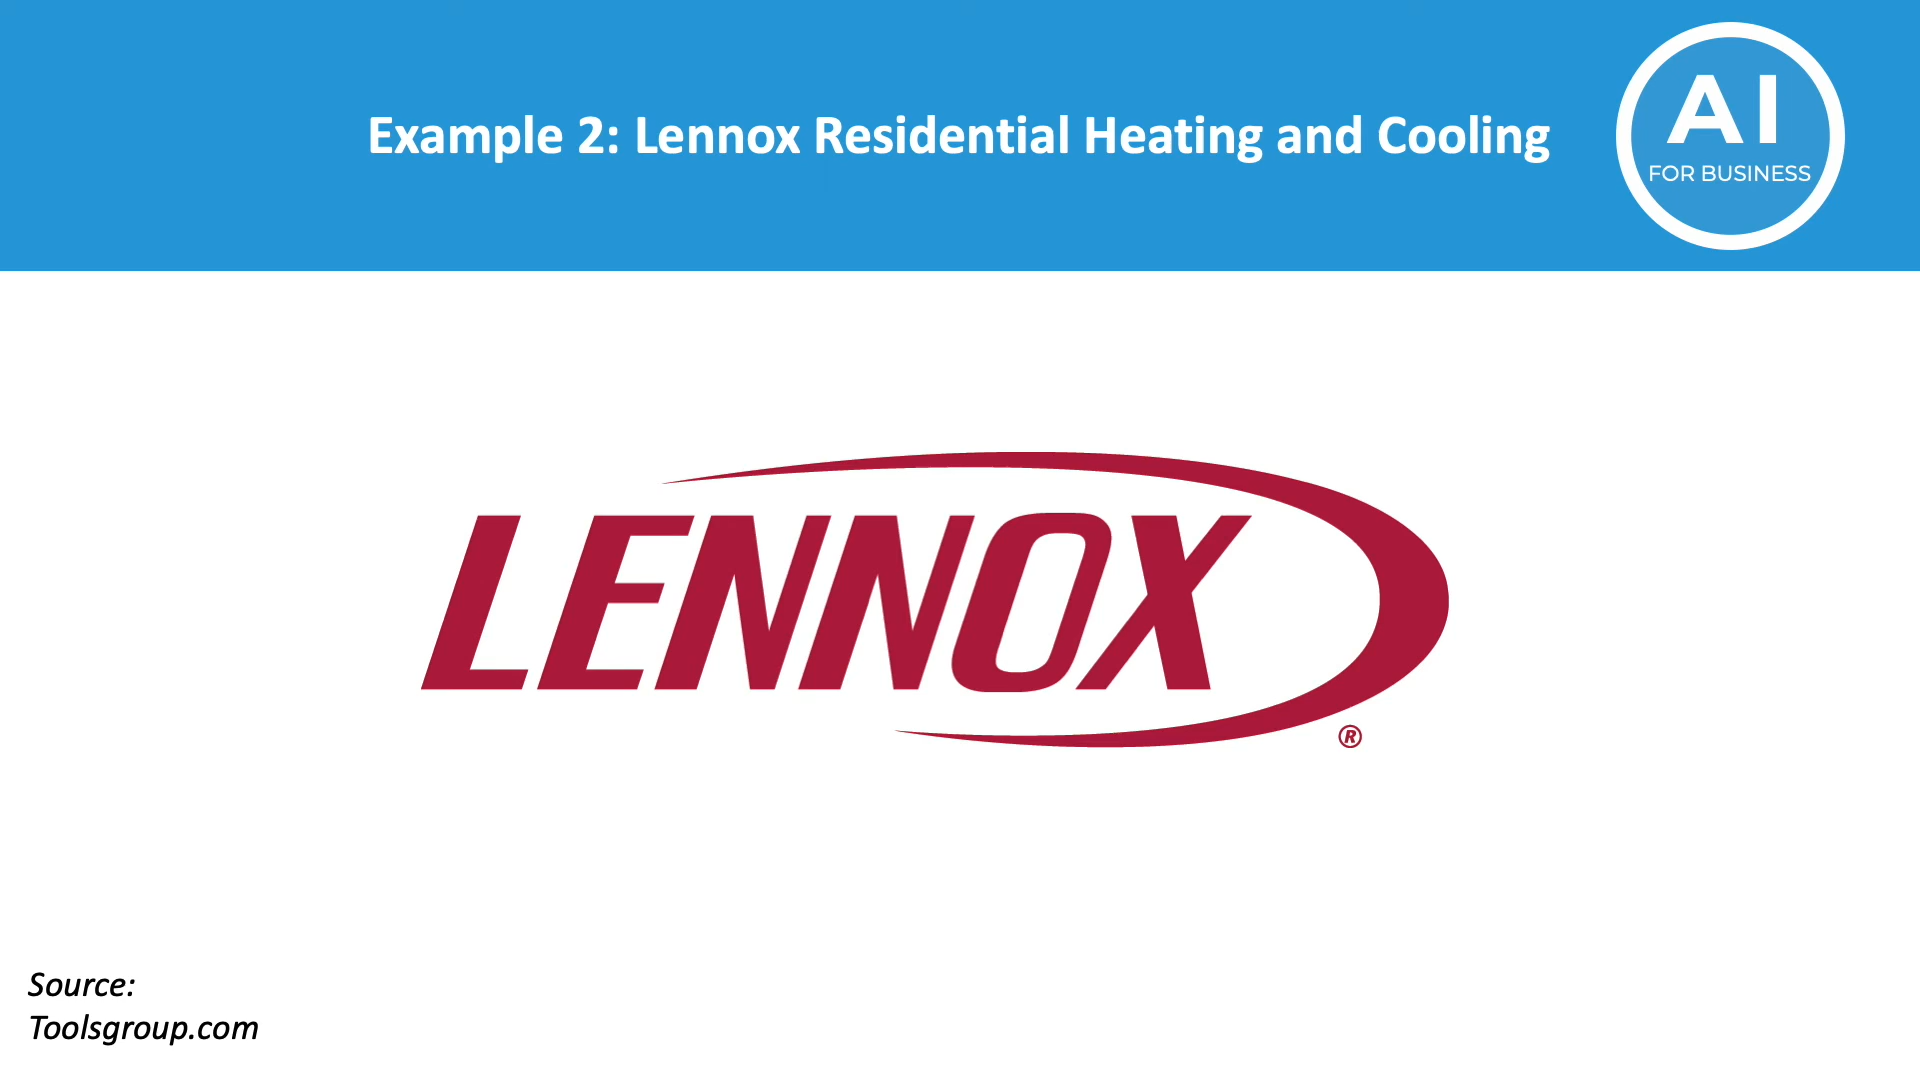 Example 2: Lennox Residential Heating and Cooling
AI
FOR BUSINESS
LENNOX
®
Source:
Toolsgroup.com